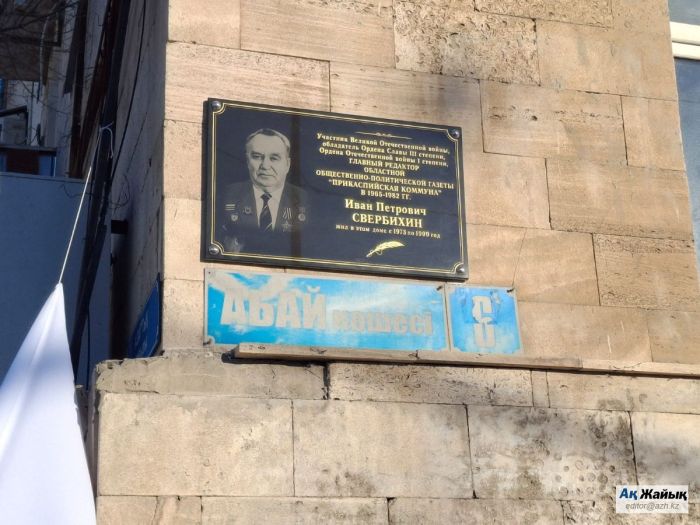 Участник Великой Отечественной войны,
обладатель Ордена Славы III степени,
Ордена Отечественной войны I степени,
ГЛАВНЫЙ РЕДАКТОР
ОБЛАСТНОЙ
ОБЩЕСТВЕННО-ПОЛИТИЧЕСКОЙ ГАЗЕТЫ
"ПРИКАСПИЙСКАЯ КОММУНА"
В 1965-1982 ГГ.
Иван Петрович
СВЕРБИХИН
жил в этом доме с 1973 по 1999 год
АБАЙ көшесі 8
Ақ Жайық
editor@azh.kz